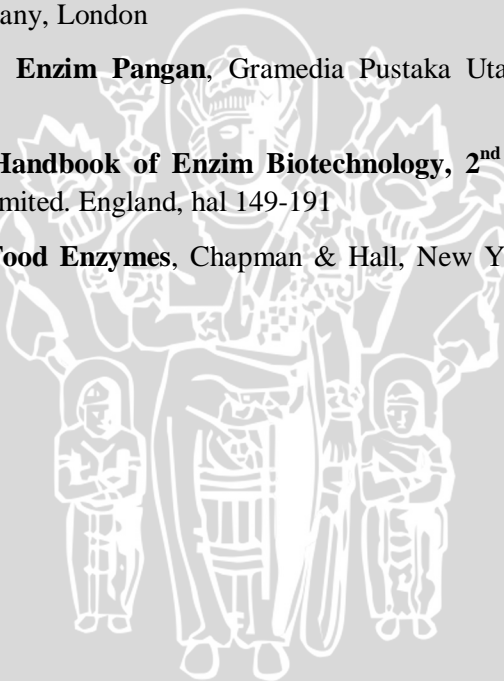 any, London
Enzim Pangan, Gramedia Pustaka Uta
Handbook of Enzim Biotechnology, 2nd
mited. England, hal 149-191
Food Enzymes, Chapman & Hall, New Y